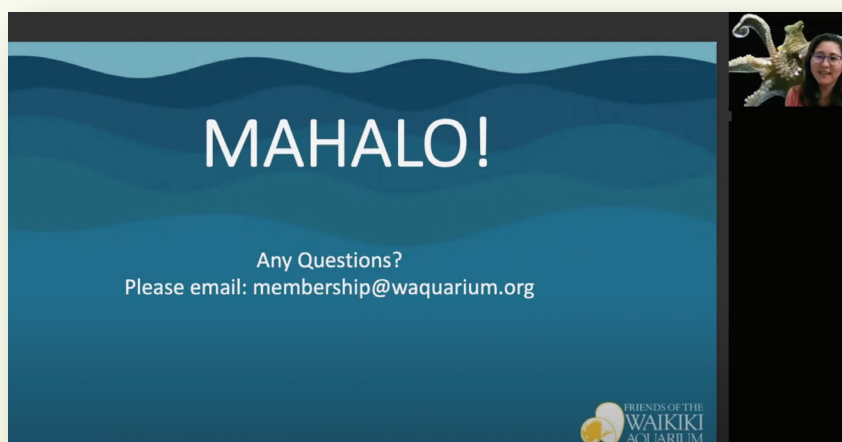 MAHALO!
Any Questions?
Please email: membership@waquarium.org
FRIENDS OF THE
WAIKIKI
AQUARIUM